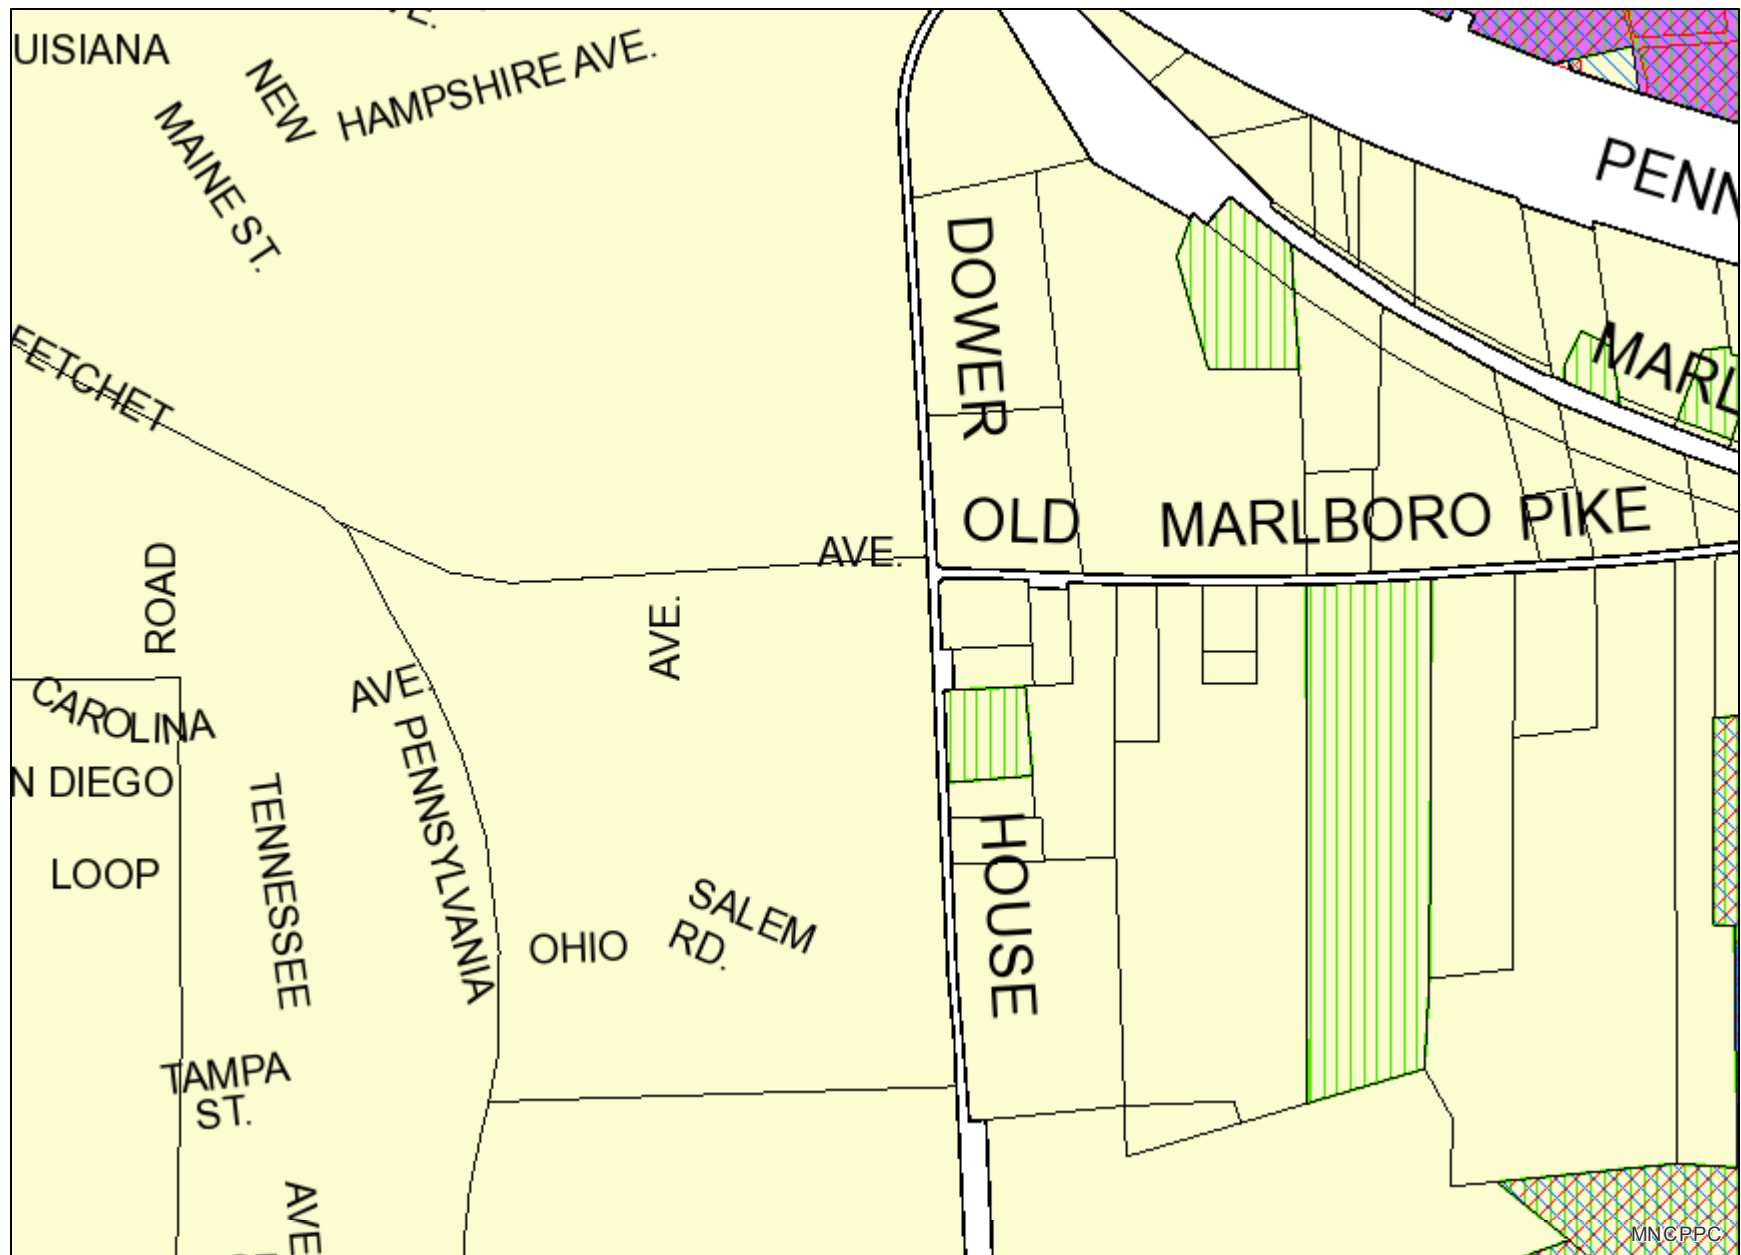 VE.
UISIANA
NEW
HAMPSHIRE AVE.
MAINE ST.
PENN
DOWER
FETCHET
MARL
OLD MARLBORO PIKE
AVE.
ROAD
AVE.
AVE.
CAROLINA
PENNSYLVANIA
N DIEGO
TENNESSEE
LOOP
HOUSE
SALEM
RD.
OHIO
TAMPA
ST.
AVE
MNCPPC